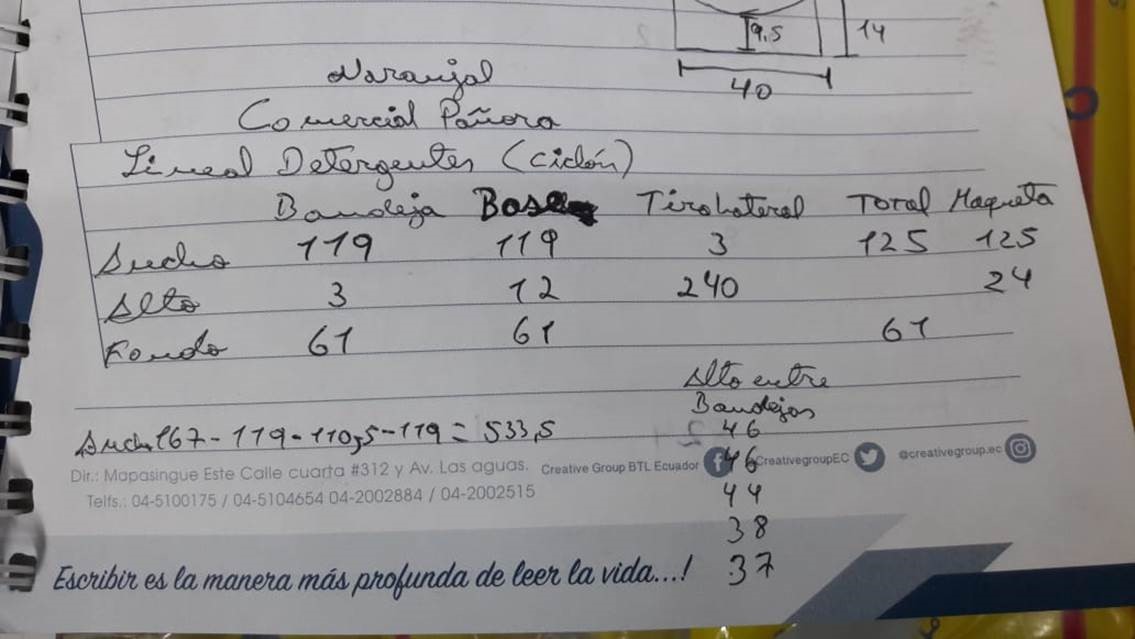 9.5
14
40
Naranjal
Comercial Pañora
Lineal Detergentes (ciclón)
Bandeja Base Tiro Lateral Total Maqueta
Ancho 119 119 3 125 125
Alto 3 12 240 24
Fondo 61 61 61
Alto entre
Bandejas
Anch. 167-119-110,5-119 = 533,5
46
46
44
38
37
Dir.: Mapasingue Este Calle cuarta #312 y Av. Las aguas. Creative Group BTL Ecuador CreativegroupEC @creativegroup.ec
Telfs.: 04-5100175 / 04-5104654 04-2002884 / 04-2002515
Escribir es la manera más profunda de leer la vida...!